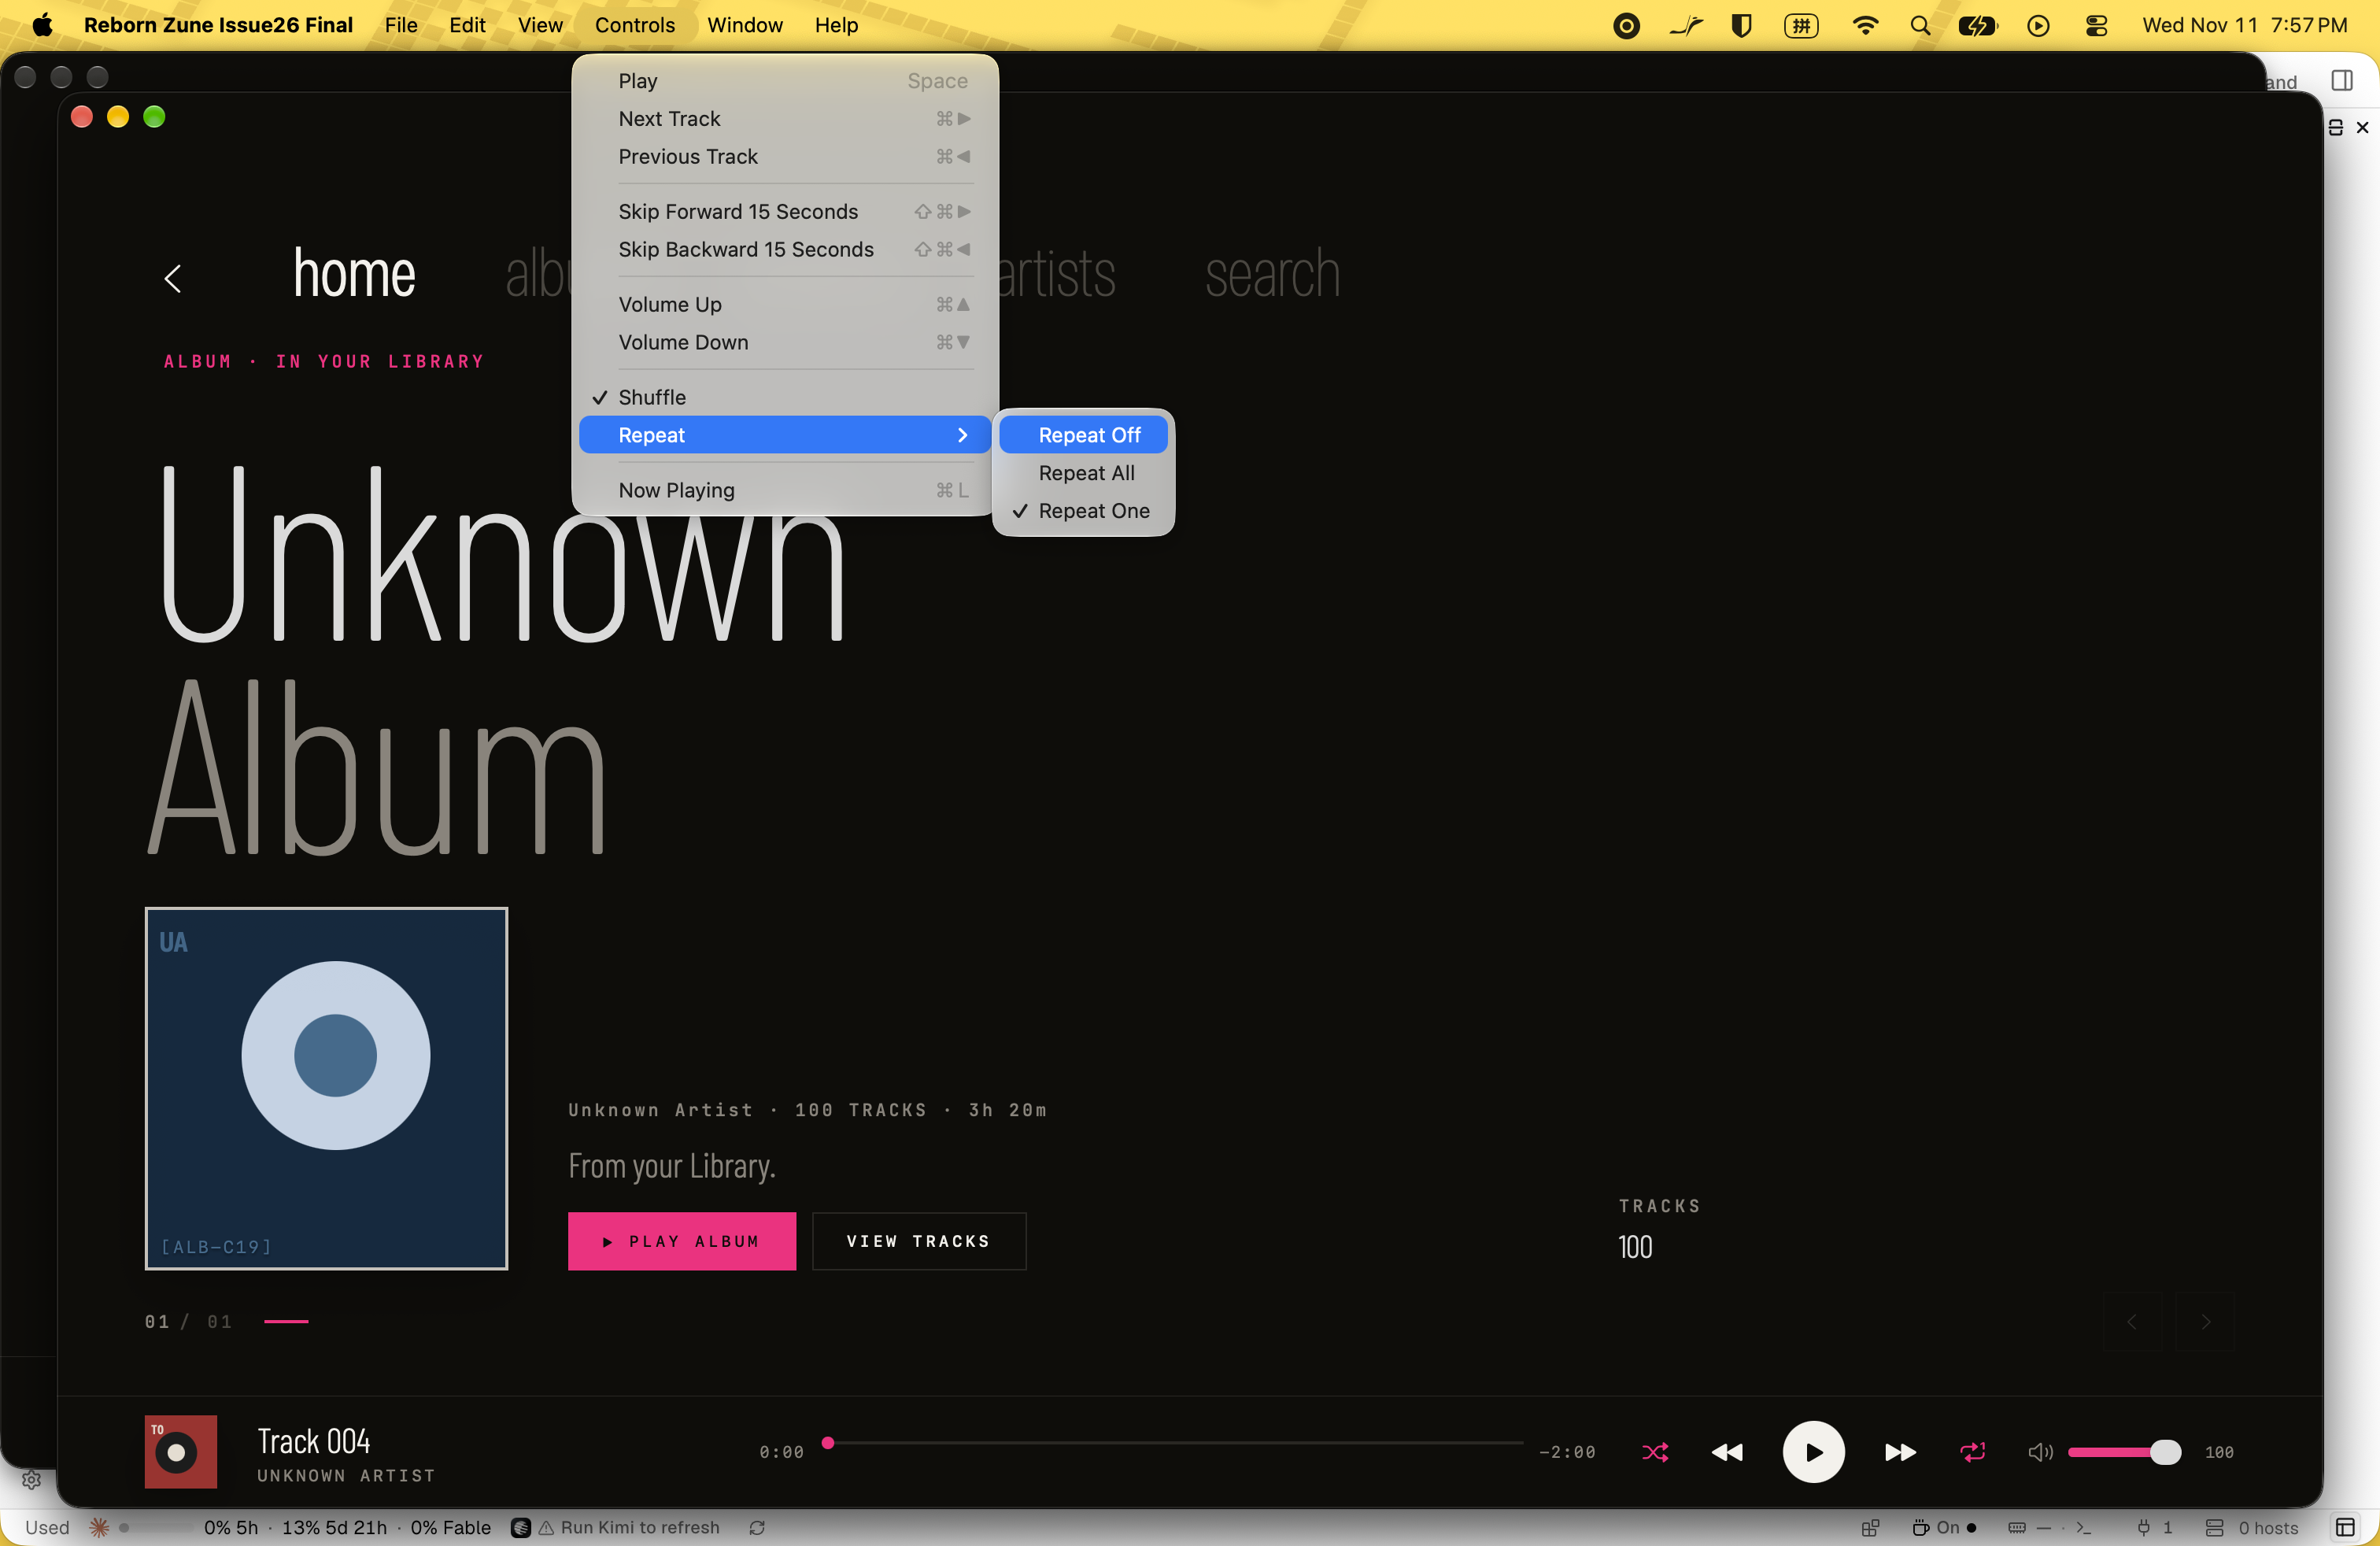 Reborn Zune Issue26 Final File Edit View Controls Window Help 拼 Wed Nov 11 7:57 PM
and
Play Space
Next Track ⌘▶
Previous Track ⌘◀
Skip Forward 15 Seconds ⇧⌘▶
Skip Backward 15 Seconds ⇧⌘◀
Volume Up ⌘▲
Volume Down ⌘▼
✓ Shuffle
Repeat >
Now Playing ⌘L
Repeat Off
Repeat All
✓ Repeat One
home albu artists search
ALBUM · IN YOUR LIBRARY
Unknown
Album
UA
[ALB-C19]
Unknown Artist · 100 TRACKS · 3h 20m
From your Library.
▶ PLAY ALBUM VIEW TRACKS
TRACKS
100
01 / 01
TO
Track 004
UNKNOWN ARTIST
0:00 -2:00 1 100
Used 0% 5h · 13% 5d 21h · 0% Fable Run Kimi to refresh On — · 1 0 hosts